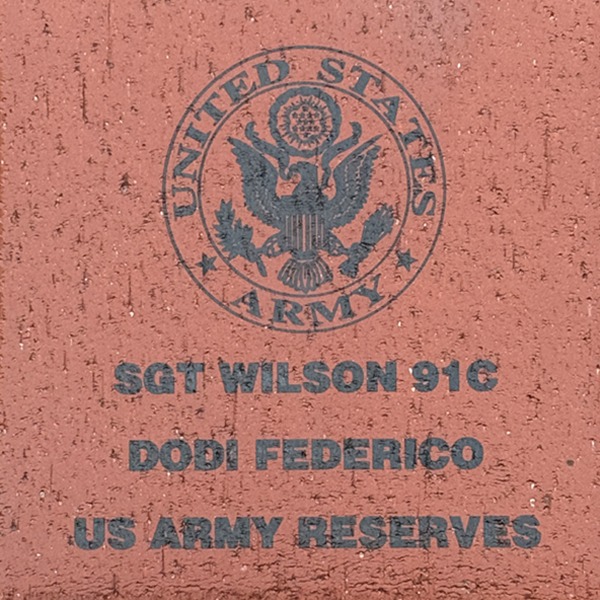 UNITED STATES
ARMY
SGT WILSON 91C
DODI FEDERICO
US ARMY RESERVES